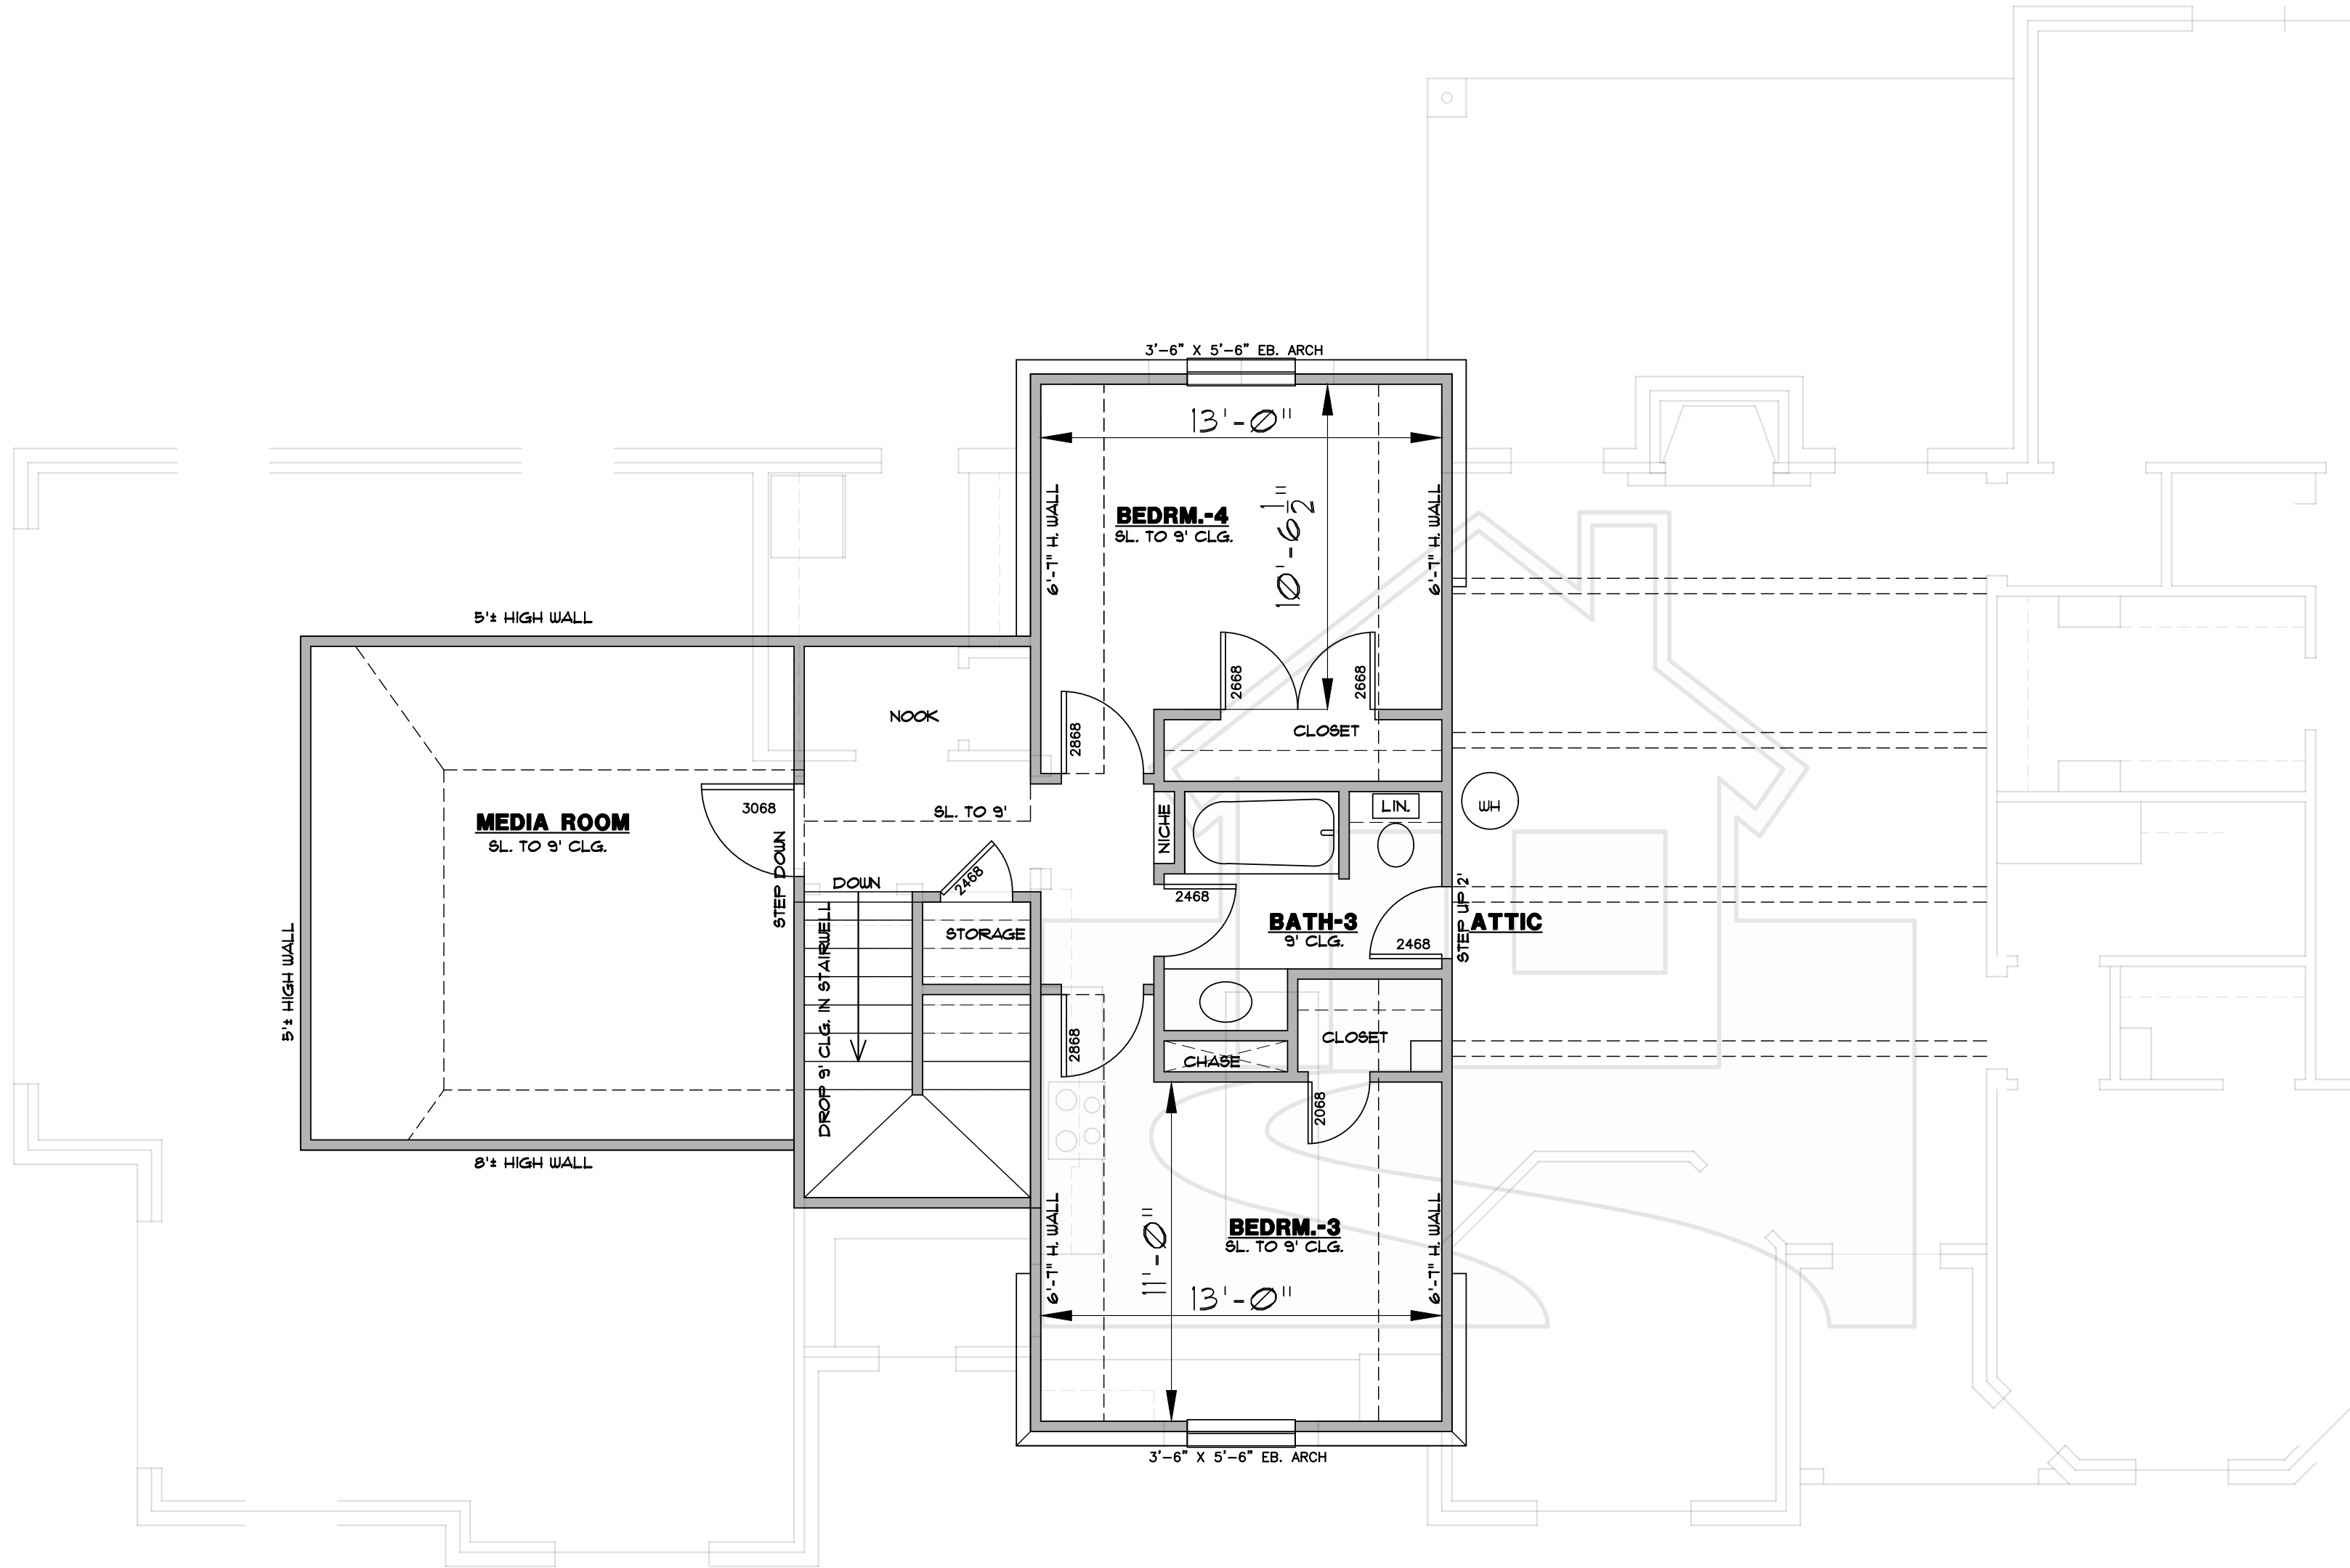 3'-6" X 5'-6" EB. ARCH
13'-0"
6'-7" H. WALL
BEDRM.-4
SL. TO 9' CLG.
10'-6 1/2"
6'-7" H. WALL
5'± HIGH WALL
2668
2668
NOOK
2868
CLOSET
3068
MEDIA ROOM
SL. TO 9' CLG.
SL. TO 9'
NICHE
LIN.
WH
STEP DOWN
DOWN
2468
2468
BATH-3
9' CLG.
2468
STEP UP 2'
ATTIC
STORAGE
DROP 9' CLG. IN STAIRWELL
5'± HIGH WALL
2868
CHASE
CLOSET
2068
8'± HIGH WALL
6'-7" H. WALL
11'-0"
BEDRM.-3
SL. TO 9' CLG.
6'-7" H. WALL
13'-0"
3'-6" X 5'-6" EB. ARCH